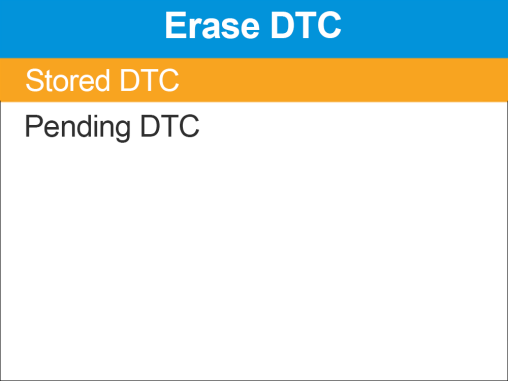 Erase DTC
Stored DTC
Pending DTC